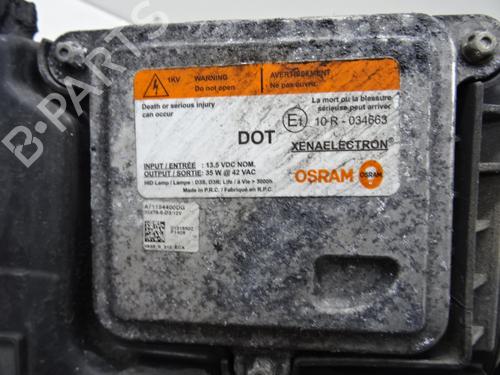 1KV
WARNING
Do not open
AVERTISSEMENT
Ne pas ouvrir.
Death or serious injury
can occur
La mort ou la blessure
sérieuse peut arriver
DOT
E1 10 R - 034663
XENAELECTRON®
INPUT / ENTRÉE : 13.5 VDC NOM.
OUTPUT / SORTIE: 35 W @ 42 VAC
HID Lamp / Lampe : D3S, D3R; Life / à Vie > 3000h
Made in P.R.C. / Fabriqué en R.P.C.
OSRAM
OSRAM
A71154400DG
B-PARTS